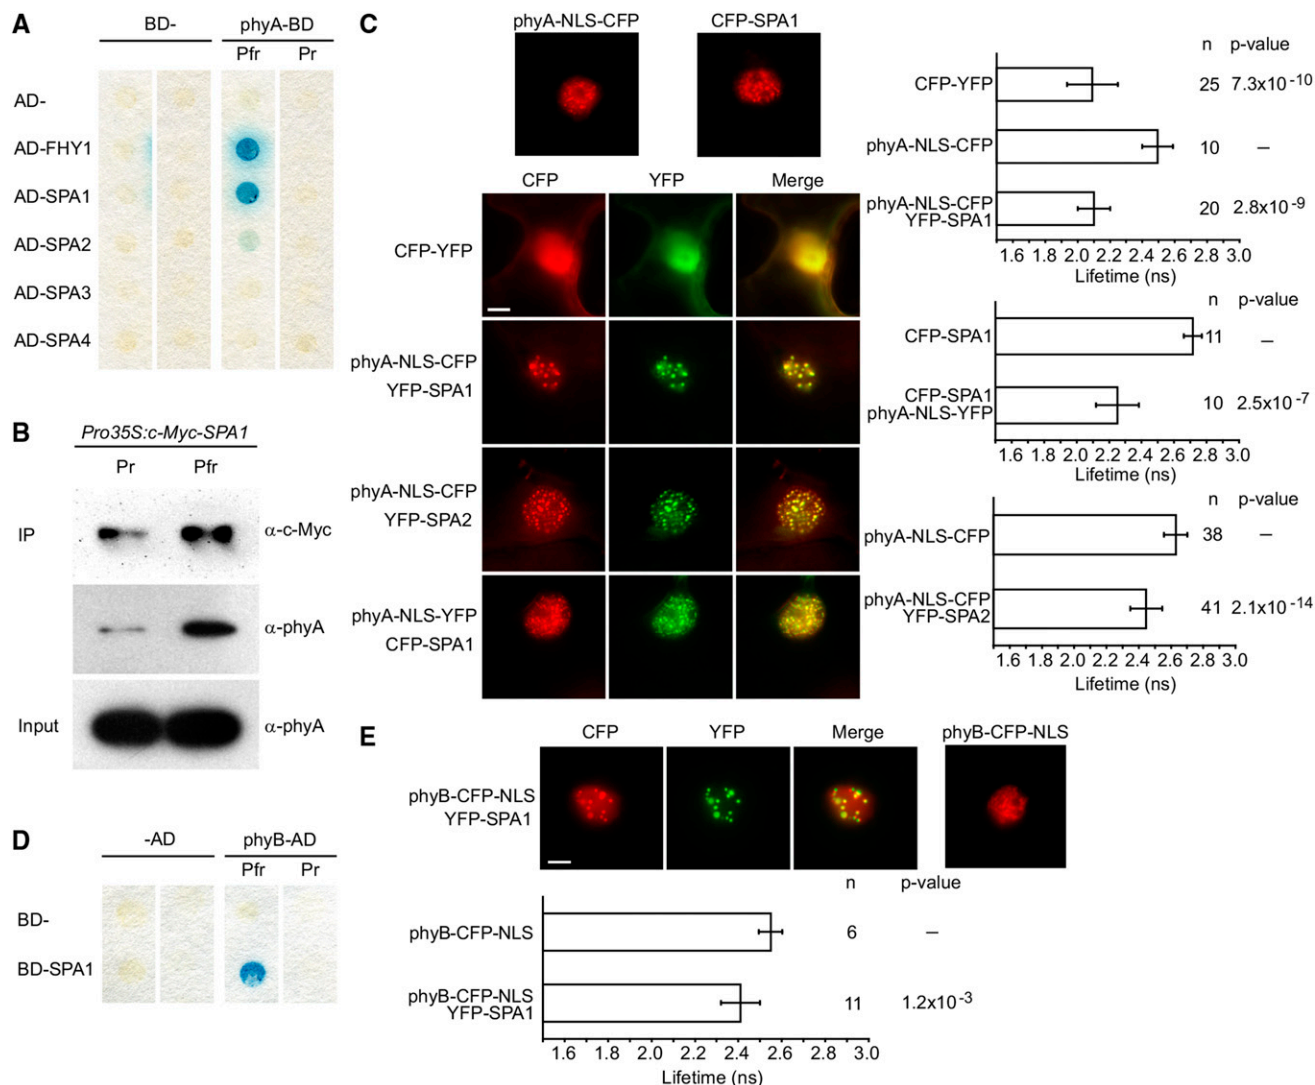 A
BD-
phyA-BD
Pfr
Pr
AD-
AD-FHY1
AD-SPA1
AD-SPA2
AD-SPA3
AD-SPA4
B
Pro35S:c-Myc-SPA1
Pr
Pfr
IP
α-c-Myc
α-phyA
Input
α-phyA
C
phyA-NLS-CFP
CFP-SPA1
CFP
YFP
Merge
CFP-YFP
phyA-NLS-CFP
YFP-SPA1
phyA-NLS-CFP
YFP-SPA2
phyA-NLS-YFP
CFP-SPA1
n p-value
CFP-YFP
25 7.3x10-10
phyA-NLS-CFP
10 –
phyA-NLS-CFP
YFP-SPA1
20 2.8x10-9
1.6 1.8 2.0 2.2 2.4 2.6 2.8 3.0
Lifetime (ns)
n p-value
CFP-SPA1
11 –
CFP-SPA1
phyA-NLS-YFP
10 2.5x10-7
1.6 1.8 2.0 2.2 2.4 2.6 2.8 3.0
Lifetime (ns)
n p-value
phyA-NLS-CFP
38 –
phyA-NLS-CFP
YFP-SPA2
41 2.1x10-14
1.6 1.8 2.0 2.2 2.4 2.6 2.8 3.0
Lifetime (ns)
D
-AD
phyB-AD
Pfr
Pr
BD-
BD-SPA1
E
CFP
YFP
Merge
phyB-CFP-NLS
phyB-CFP-NLS
YFP-SPA1
n p-value
phyB-CFP-NLS
6 –
phyB-CFP-NLS
YFP-SPA1
11 1.2x10-3
1.6 1.8 2.0 2.2 2.4 2.6 2.8 3.0
Lifetime (ns)